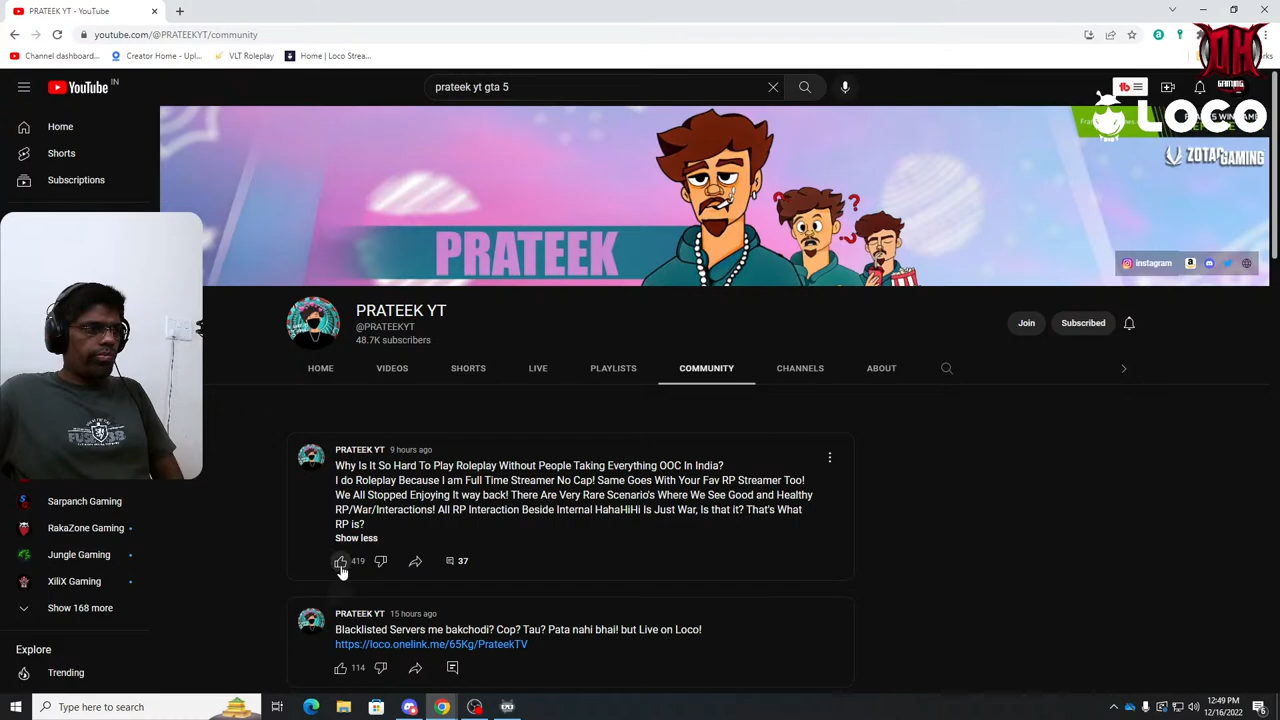 PRATEEK YT - YouTube
youtube.com/@PRATEEKYT/community
Channel dashboard...
Creator Home - Upl...
VLT Roleplay
Home | Loco Strea...
YouTube IN
prateek yt gta 5
LOCO
ZOTAC GAMING
Home
Shorts
Subscriptions
PRATEEK
instagram
PRATEEK YT
@PRATEEKYT
48.7K subscribers
Join
Subscribed
HOME
VIDEOS
SHORTS
LIVE
PLAYLISTS
COMMUNITY
CHANNELS
ABOUT
PRATEEK YT 9 hours ago
Why Is It So Hard To Play Roleplay Without People Taking Everything OOC In India?
I do Roleplay Because I am Full Time Streamer No Cap! Same Goes With Your Fav RP Streamer Too!
We All Stopped Enjoying It way back! There Are Very Rare Scenario's Where We See Good and Healthy
RP/War/Interactions! All RP Interaction Beside Internal HahaHiHi Is Just War, Is that it? That's What
RP is?
Show less
419
37
Sarpanch Gaming
RakaZone Gaming
Jungle Gaming
XiliX Gaming
Show 168 more
PRATEEK YT 15 hours ago
Blacklisted Servers me bakchodi? Cop? Tau? Pata nahi bhai! but Live on Loco!
https://loco.onelink.me/65Kg/PrateekTV
114
Explore
Trending
Type here to search
12:49 PM
12/16/2022
6